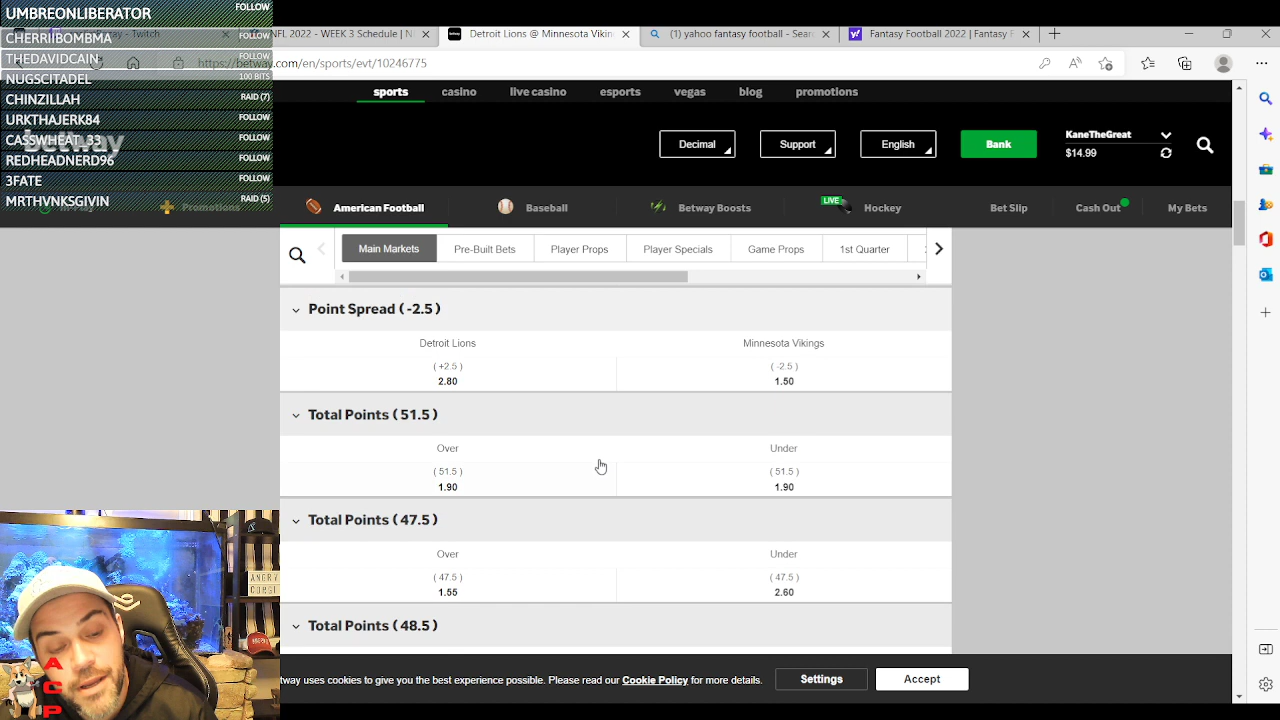 UMBREONLIBERATOR FOLLOW
CHERRIIBOMBMA FOLLOW
THEDAVIDCAIN FOLLOW
NUGSCITADEL 100 BITS
CHINZILLAH RAID (7)
URKTHAJERK84 FOLLOW
CASSWHEAT_33 FOLLOW
REDHEADNERD96 FOLLOW
3FATE FOLLOW
MRTHVNKSGIVIN RAID (5)
betway
Promotions
- Twitch
NFL 2022 - WEEK 3 Schedule | N
betway
Detroit Lions @ Minnesota Vikin
(1) yahoo fantasy football - Sear
Fantasy Football 2022 | Fantasy F
https://betway.com/en/sports/evt/10246775
sports casino live casino esports vegas blog promotions
Decimal Support English Bank KaneTheGreat
$14.99
American Football Baseball Betway Boosts LIVE Hockey Bet Slip Cash Out My Bets
Main Markets Pre-Built Bets Player Props Player Specials Game Props 1st Quarter
Point Spread ( -2.5 )
Detroit Lions Minnesota Vikings
( +2.5 ) ( -2.5 )
2.80 1.50
Total Points ( 51.5 )
Over Under
( 51.5 ) ( 51.5 )
1.90 1.90
Total Points ( 47.5 )
Over Under
( 47.5 ) ( 47.5 )
1.55 2.60
Total Points ( 48.5 )
tway uses cookies to give you the best experience possible. Please read our Cookie Policy for more details. Settings Accept
ANGRY
CORGI
A
C
P